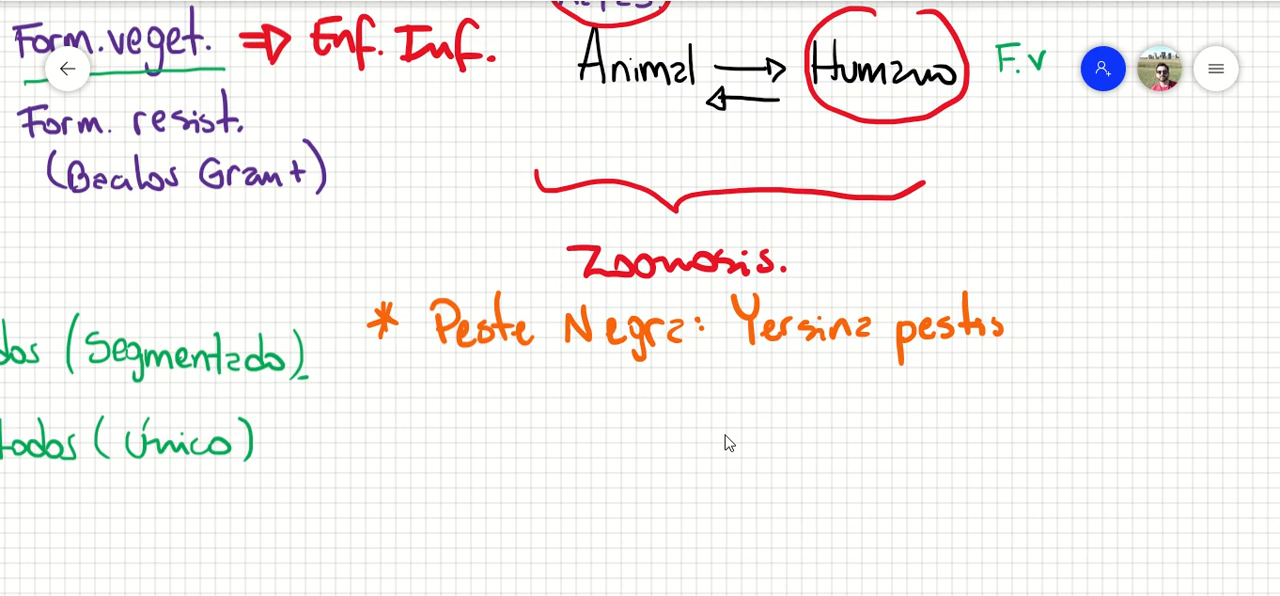 Form. veget. ⇒ Enf. Inf.
Animal → Humano F.v
←
Form. resist.
(Bacilos Gram +)
Zoonosis.
* Peste Negra: Yersina pestis
dos (Segmentado)
todos (Único)